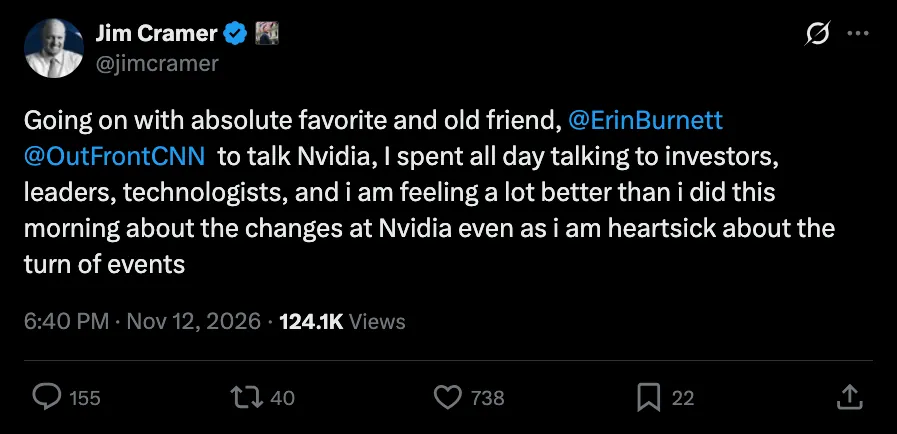 Jim Cramer
@jimcramer
Going on with absolute favorite and old friend, @ErinBurnett
@OutFrontCNN to talk Nvidia, I spent all day talking to investors,
leaders, technologists, and i am feeling a lot better than i did this
morning about the changes at Nvidia even as i am heartsick about the
turn of events
6:40 PM · Nov 12, 2026 · 124.1K Views
155 40 738 22